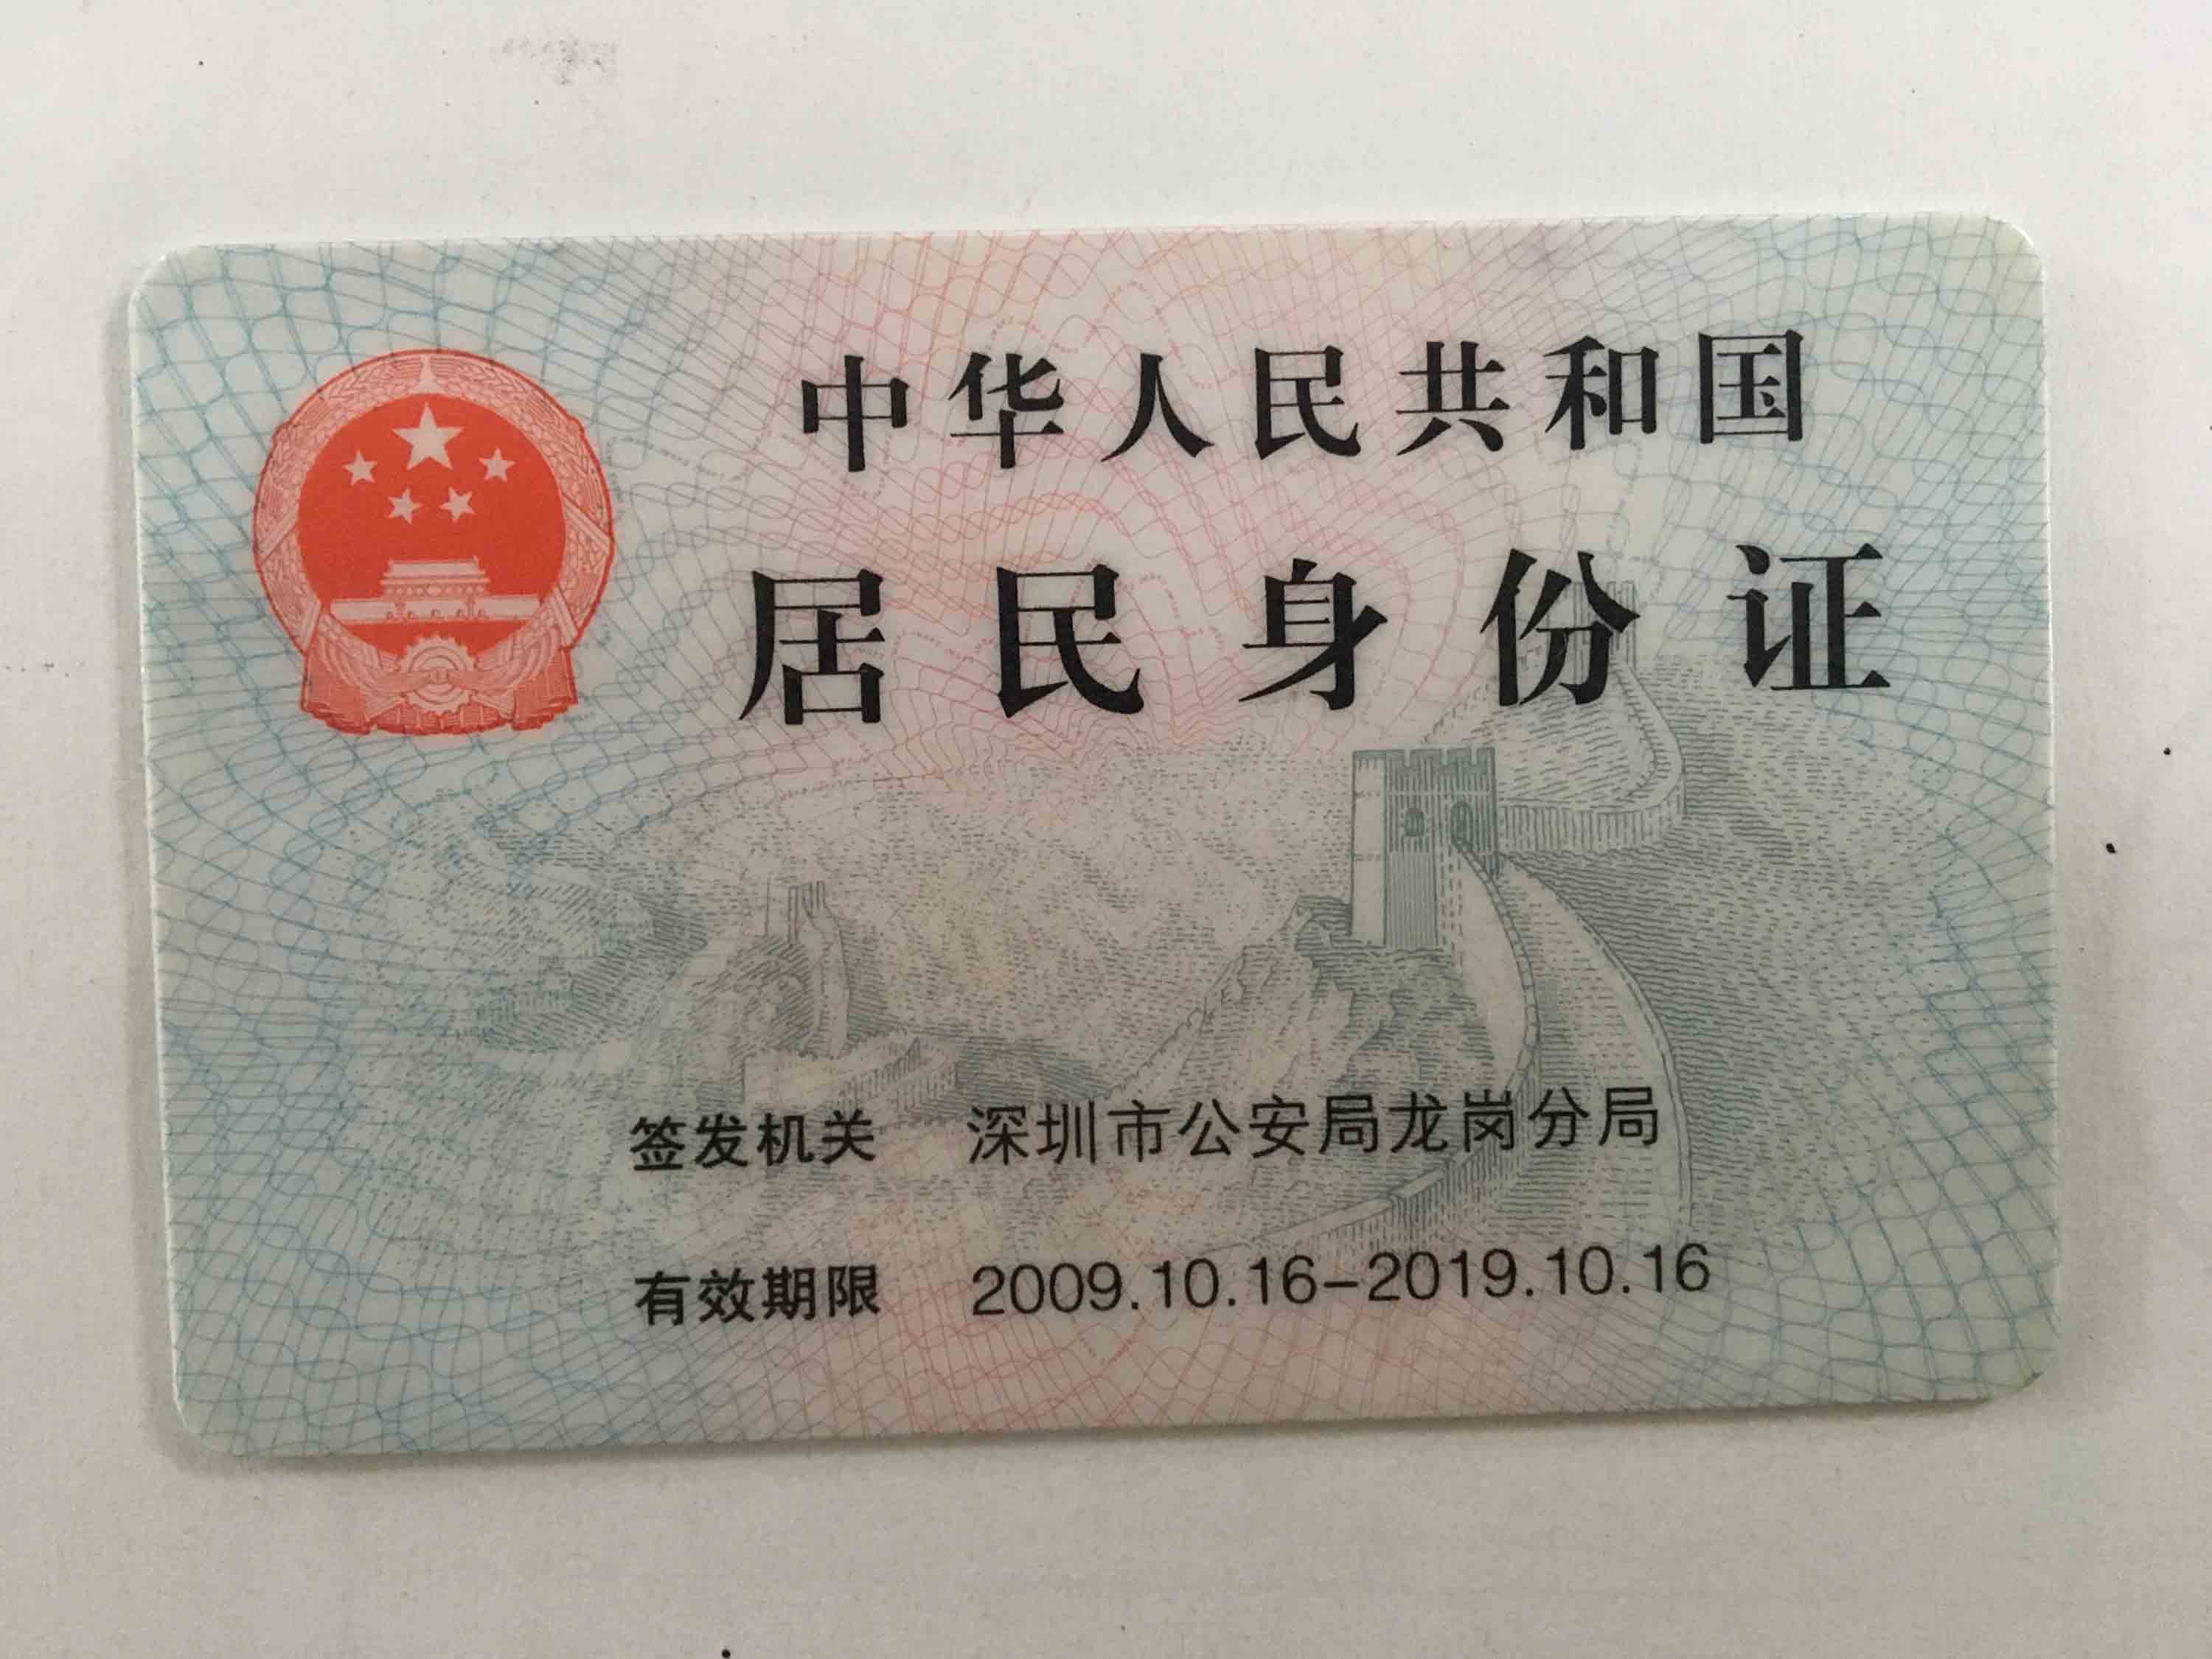 中华人民共和国
居民身份证
签发机关 深圳市公安局龙岗分局
有效期限 2009.10.16-2019.10.16